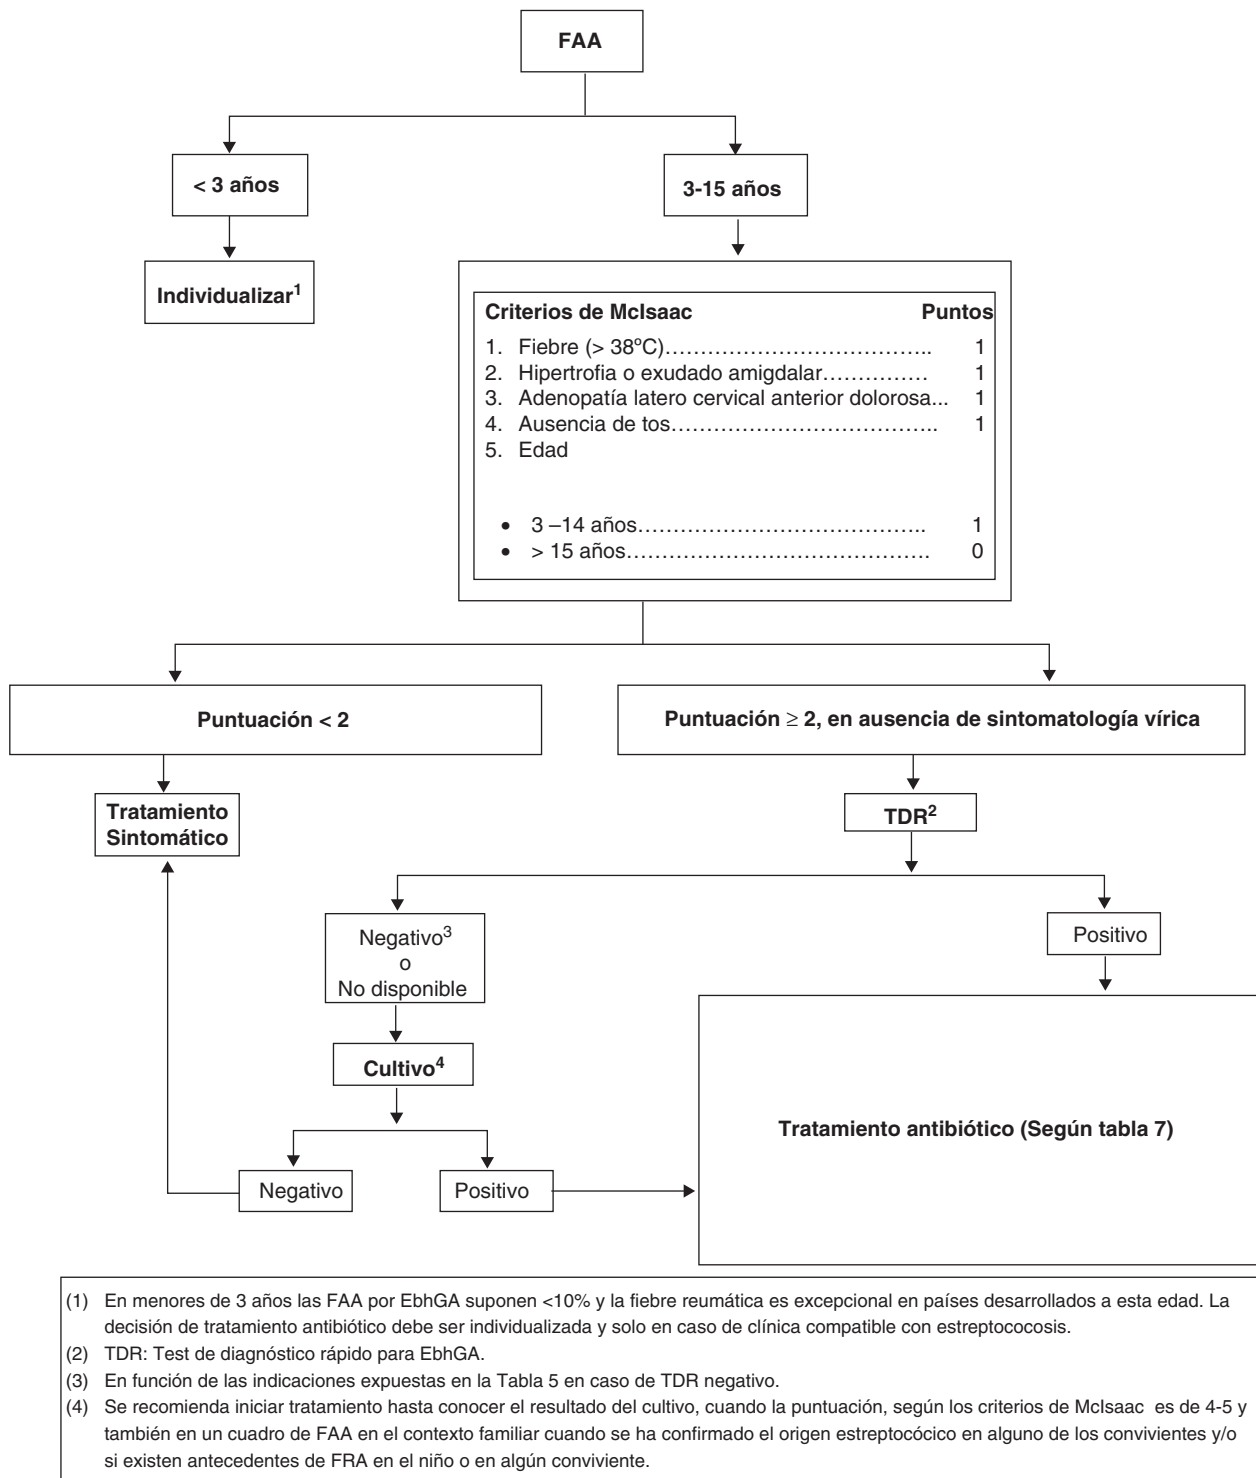 FAA
< 3 años
3-15 años
Individualizar1
Criterios de McIsaac Puntos
1. Fiebre (> 38ºC)………………………………….. 1
2. Hipertrofia o exudado amigdalar…………… 1
3. Adenopatía latero cervical anterior dolorosa... 1
4. Ausencia de tos……………………………….. 1
5. Edad
• 3 –14 años…………………………………….. 1
• > 15 años………………………………………. 0
Puntuación < 2
Puntuación ≥ 2, en ausencia de sintomatología vírica
Tratamiento
Sintomático
TDR2
Negativo3
o
No disponible
Positivo
Cultivo4
Tratamiento antibiótico (Según tabla 7)
Negativo
Positivo
(1) En menores de 3 años las FAA por EbhGA suponen <10% y la fiebre reumática es excepcional en países desarrollados a esta edad. La
decisión de tratamiento antibiótico debe ser individualizada y solo en caso de clínica compatible con estreptococosis.
(2) TDR: Test de diagnóstico rápido para EbhGA.
(3) En función de las indicaciones expuestas en la Tabla 5 en caso de TDR negativo.
(4) Se recomienda iniciar tratamiento hasta conocer el resultado del cultivo, cuando la puntuación, según los criterios de McIsaac es de 4-5 y
también en un cuadro de FAA en el contexto familiar cuando se ha confirmado el origen estreptocócico en alguno de los convivientes y/o
si existen antecedentes de FRA en el niño o en algún conviviente.